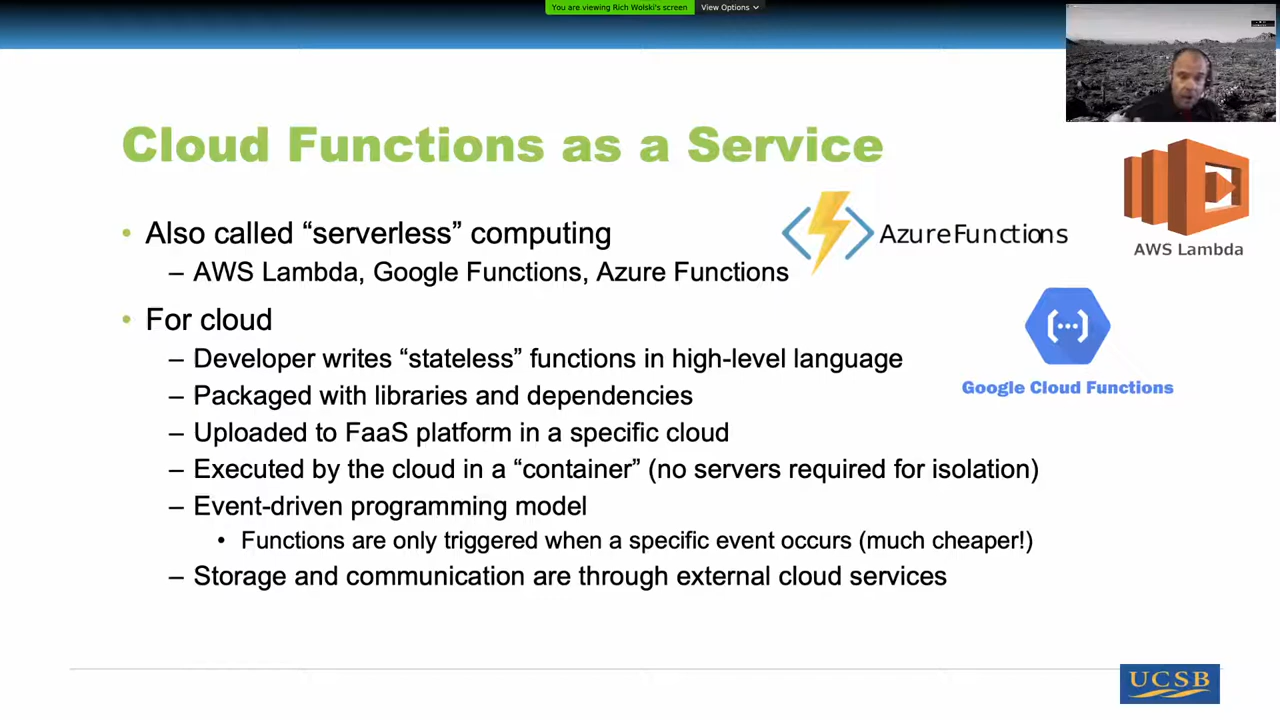 You are viewing Rich Wolski's screen
View Options
Cloud Functions as a Service
• Also called “serverless” computing
– AWS Lambda, Google Functions, Azure Functions
AzureFunctions
AWS Lambda
• For cloud
– Developer writes “stateless” functions in high-level language
Google Cloud Functions
– Packaged with libraries and dependencies
– Uploaded to FaaS platform in a specific cloud
– Executed by the cloud in a “container” (no servers required for isolation)
– Event-driven programming model
• Functions are only triggered when a specific event occurs (much cheaper!)
– Storage and communication are through external cloud services
UCSB